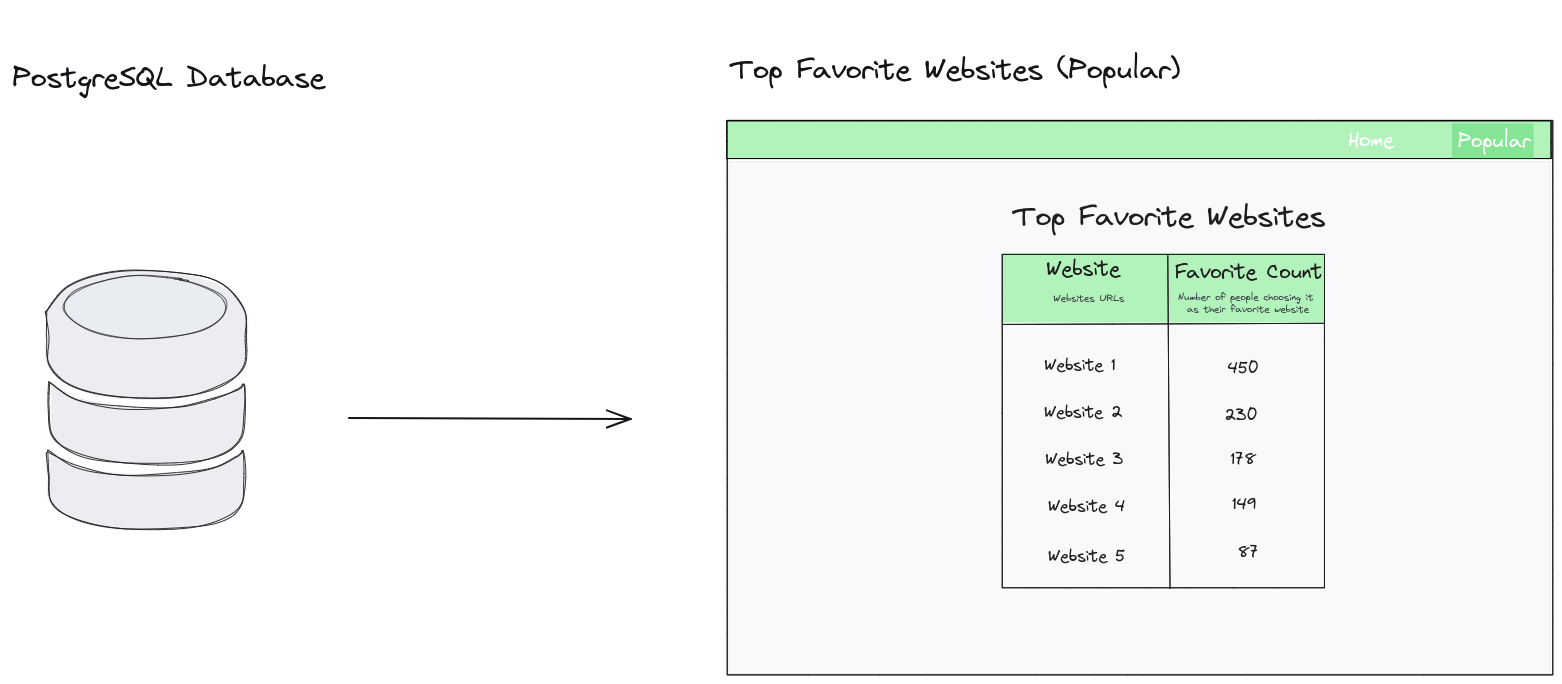 PostgreSQL Database
Top Favorite Websites (Popular)
Home
Popular
Top Favorite Websites
Website
Favorite Count
Websites URLs
Number of people choosing it
as their favorite website
Website 1
450
Website 2
230
Website 3
178
Website 4
149
Website 5
87